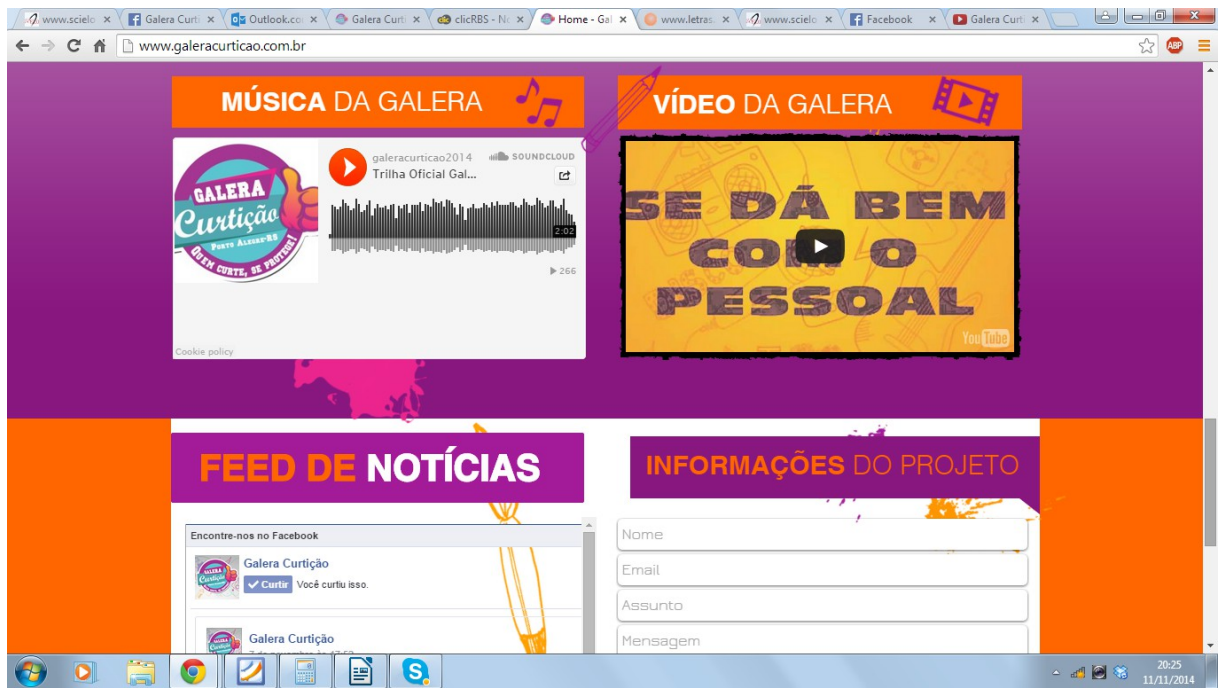 www.scielo
Galera Curti
Outlook.co
Galera Curti
clicRBS - No
Home - Gal
www.letras.
www.scielo
Facebook
Galera Curti
www.galeracurticao.com.br
ABP
MÚSICA DA GALERA
VÍDEO DA GALERA
GALERA
Curtição
PORTO ALEGRE-RS
QUEM CURTE, SE PROTEGE!
galeracurticao2014
SOUNDCLOUD
Trilha Oficial Gal...
2:02
266
Cookie policy
SE DÁ BEM
COM O
PESSOAL
YouTube
FEED DE NOTÍCIAS
INFORMAÇÕES DO PROJETO
Encontre-nos no Facebook
Galera Curtição
Curtir Você curtiu isso.
Galera Curtição
Nome
Email
Assunto
Mensagem
20:25
11/11/2014